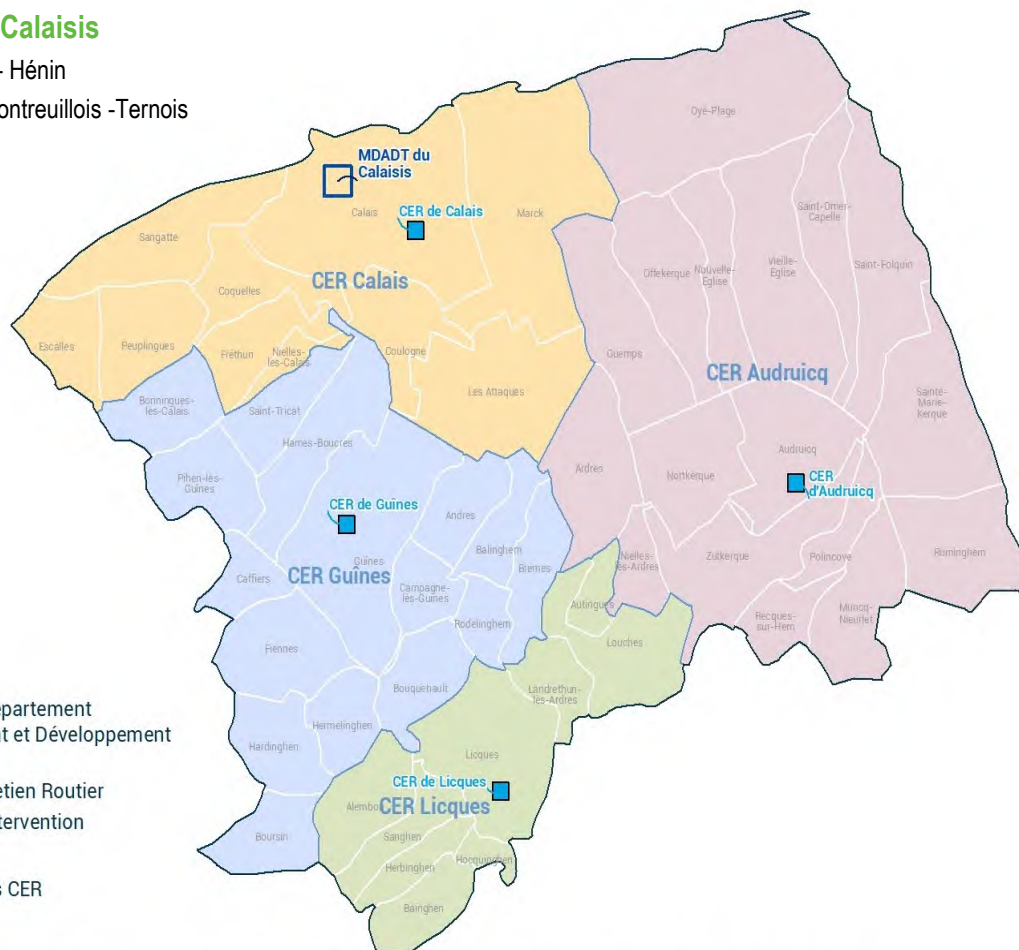 Calaisis
- Hénin
ontreuillois -Ternois
MDADT du
Calaisis
Oye-Plage
Calais
CER de Calais
Marck
Saint-Omer-
Capelle
Sangatte
Offekerque
Nouvelle-
Eglise
Vieille-
Eglise
Saint-Folquin
CER Calais
Coquelles
Escalles
Peuplingues
Fréthun
Nielles-
les-Calais
Coulogne
Guemps
CER Audruicq
Les Attaques
Sainte-
Marie-
Kerque
Bonningues-
lès-Calais
Saint-Tricat
Hames-Boucres
Audruicq
Ardres
Nortkerque
CER
d'Audruicq
Pihen-lès-
Guînes
CER de Guînes
Andres
Balinghem
Guînes
CER Guînes
Brêmes
Nielles-
lès-Ardres
Zutkerque
Polincove
Ruminghem
Caffiers
Campagne-
lès-Guînes
Autingues
Recques-
sur-Hem
Muncq-
Nieurlet
Rodelinghem
Louches
Fiennes
Bouquehault
Landrethun-
lès-Ardres
épartement
nt et Développement
Hermelinghen
Hardinghen
Licques
CER de Licques
etien Routier
CER Licques
Alembo
tervention
Boursin
Sanghen
Herbinghen
Hocquinghen
s CER
Bainghen